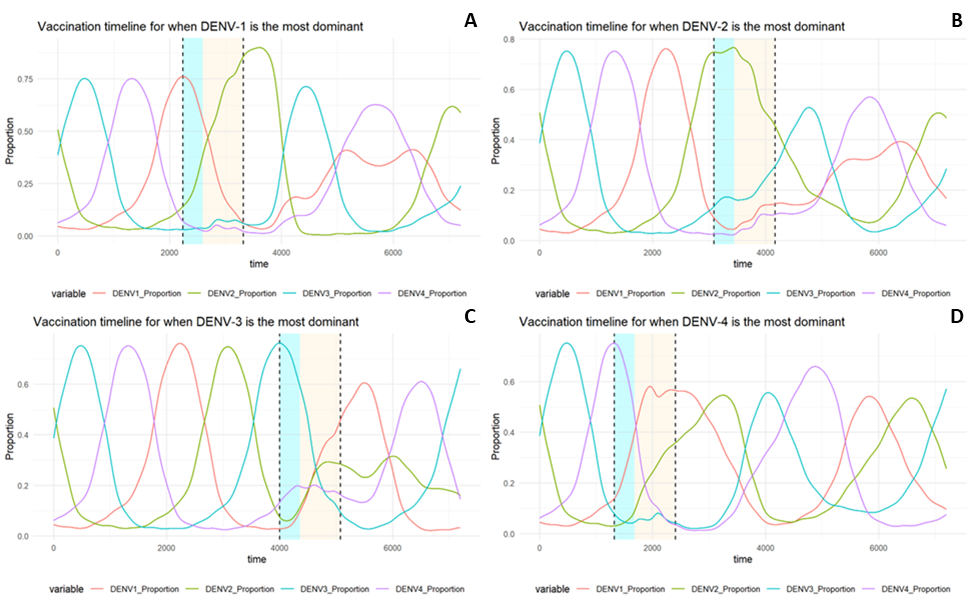 A
Vaccination timeline for when DENV-1 is the most dominant
Proportion
0.75
0.50
0.25
0.00
0 2000 4000 6000
time
variable DENV1_Proportion DENV2_Proportion DENV3_Proportion DENV4_Proportion
B
Vaccination timeline for when DENV-2 is the most dominant
Proportion
0.8
0.6
0.4
0.2
0.0
0 2000 4000 6000
time
variable DENV1_Proportion DENV2_Proportion DENV3_Proportion DENV4_Proportion
C
Vaccination timeline for when DENV-3 is the most dominant
Proportion
0.6
0.4
0.2
0.0
0 2000 4000 6000
time
variable DENV1_Proportion DENV2_Proportion DENV3_Proportion DENV4_Proportion
D
Vaccination timeline for when DENV-4 is the most dominant
Proportion
0.6
0.4
0.2
0.0
0 2000 4000 6000
time
variable DENV1_Proportion DENV2_Proportion DENV3_Proportion DENV4_Proportion